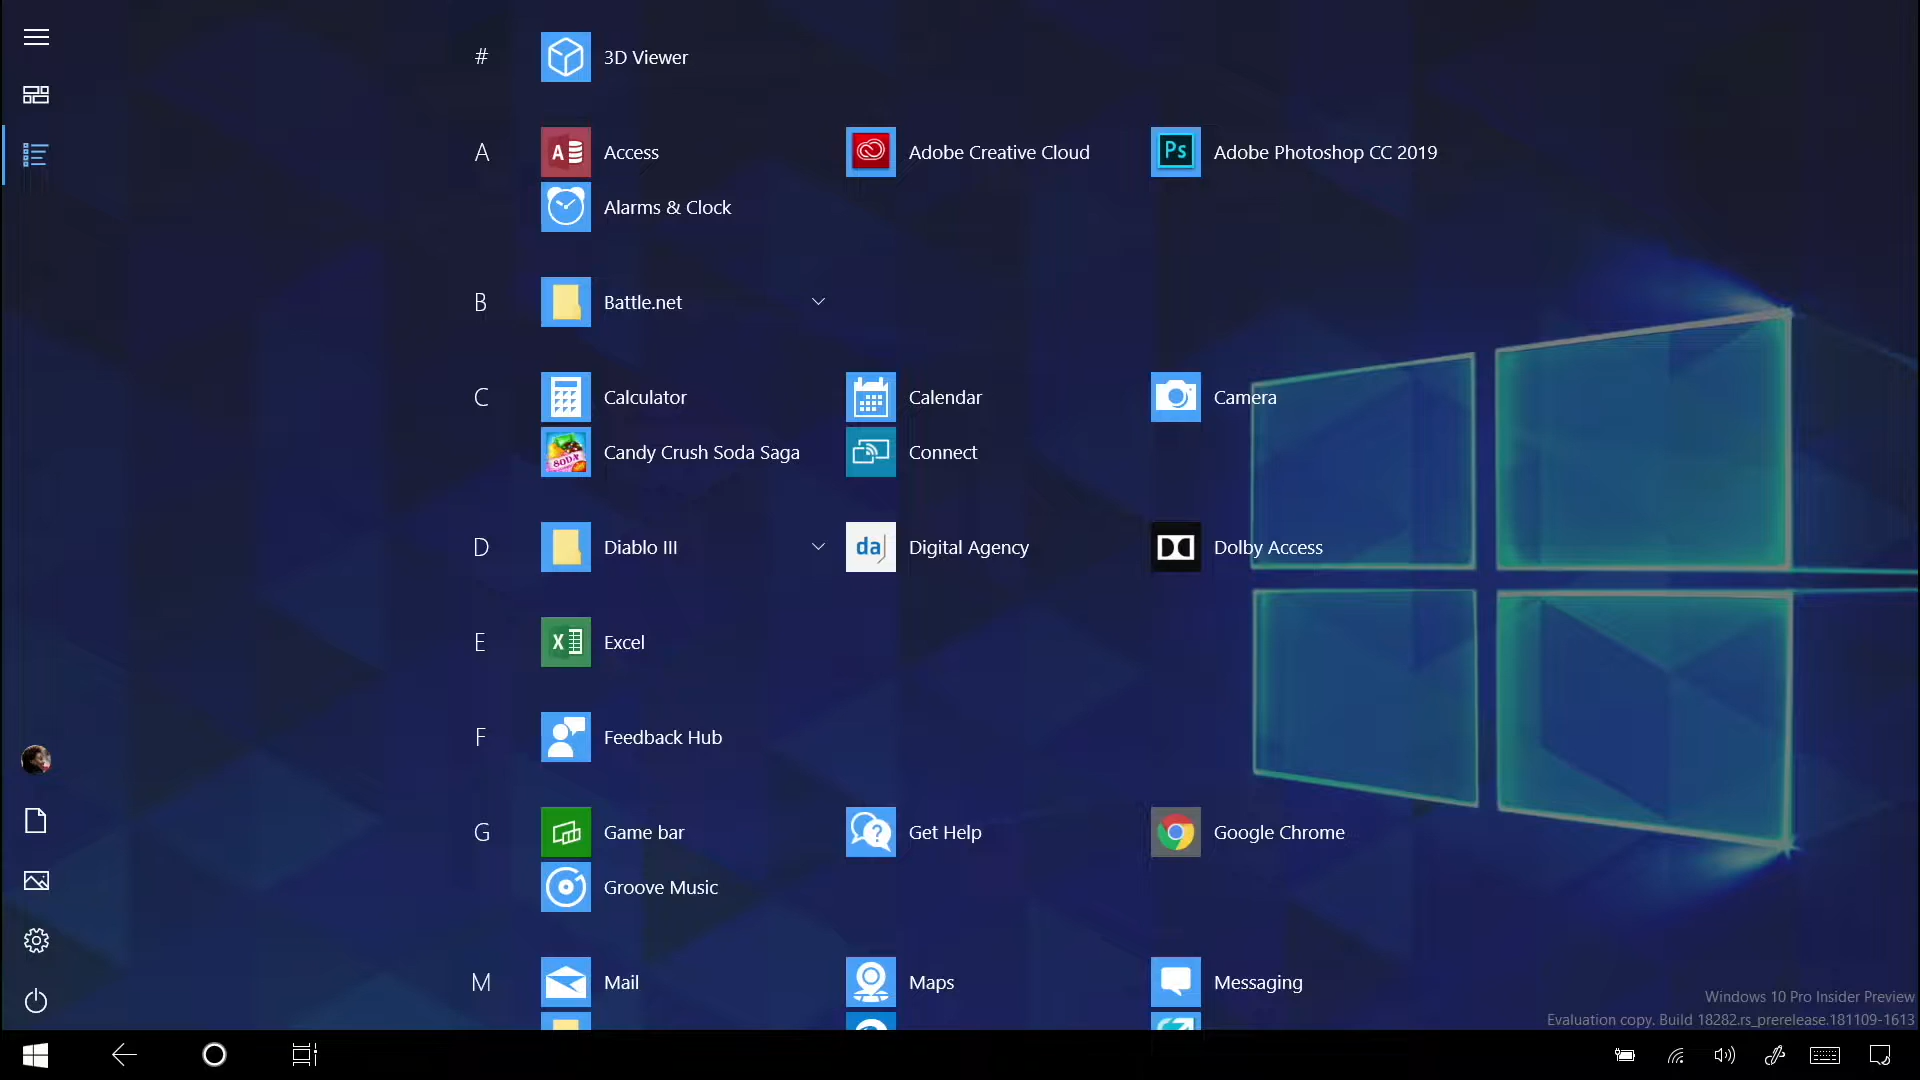 # 3D Viewer
A Access Adobe Creative Cloud Ps Adobe Photoshop CC 2019
Alarms & Clock
B Battle.net
C Calculator Calendar Camera
SODA Candy Crush Soda Saga Connect
D Diablo III da Digital Agency Dolby Access
E Excel
F Feedback Hub
G Game bar Get Help Google Chrome
Groove Music
M Mail Maps Messaging
Windows 10 Pro Insider Preview
Evaluation copy. Build 18282.rs_prerelease.181109-1613